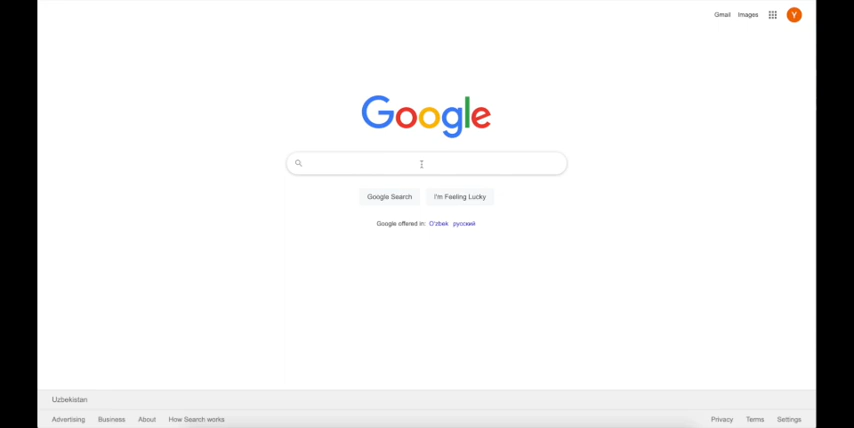 Gmail Images Y
Google
Google Search I'm Feeling Lucky
Google offered in: O'zbek русский
Uzbekistan
Advertising Business About How Search works Privacy Terms Settings